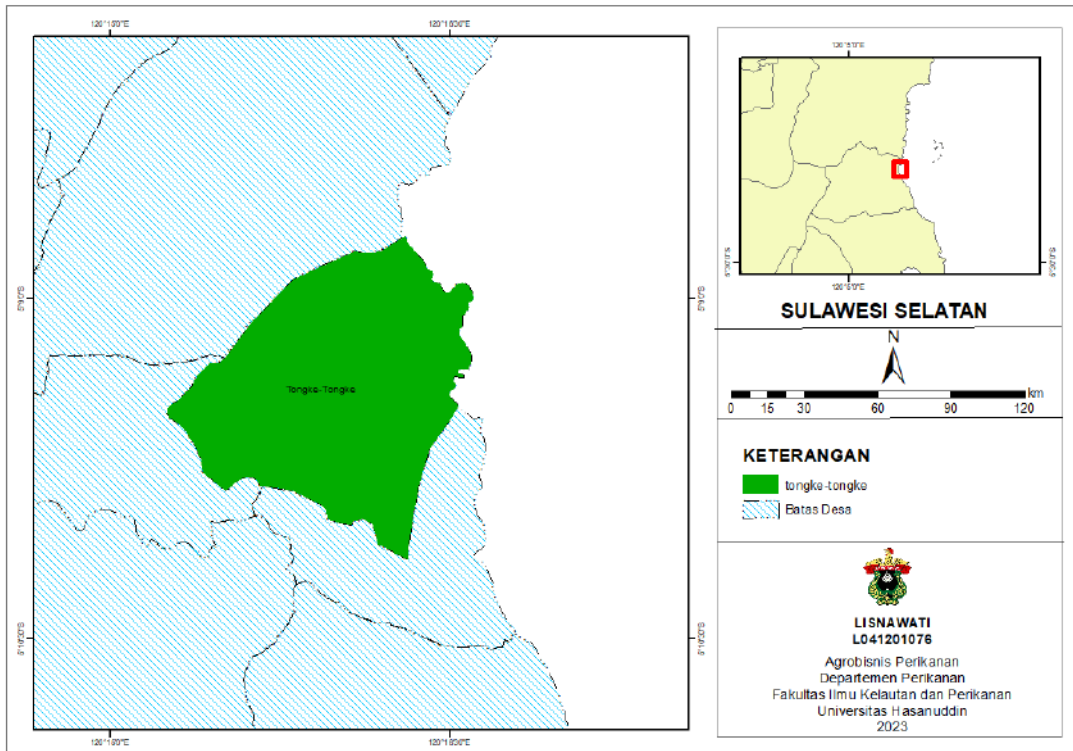 Tongke-Tongke
SULAWESI SELATAN
N
km
0 15 30 60 90 120
KETERANGAN
tongke-tongke
Batas Desa
LISNAWATI
L041201076
Agrobisnis Perikanan
Departemen Perikanan
Fakultas Ilmu Kelautan dan Perikanan
Universitas Hasanuddin
2023